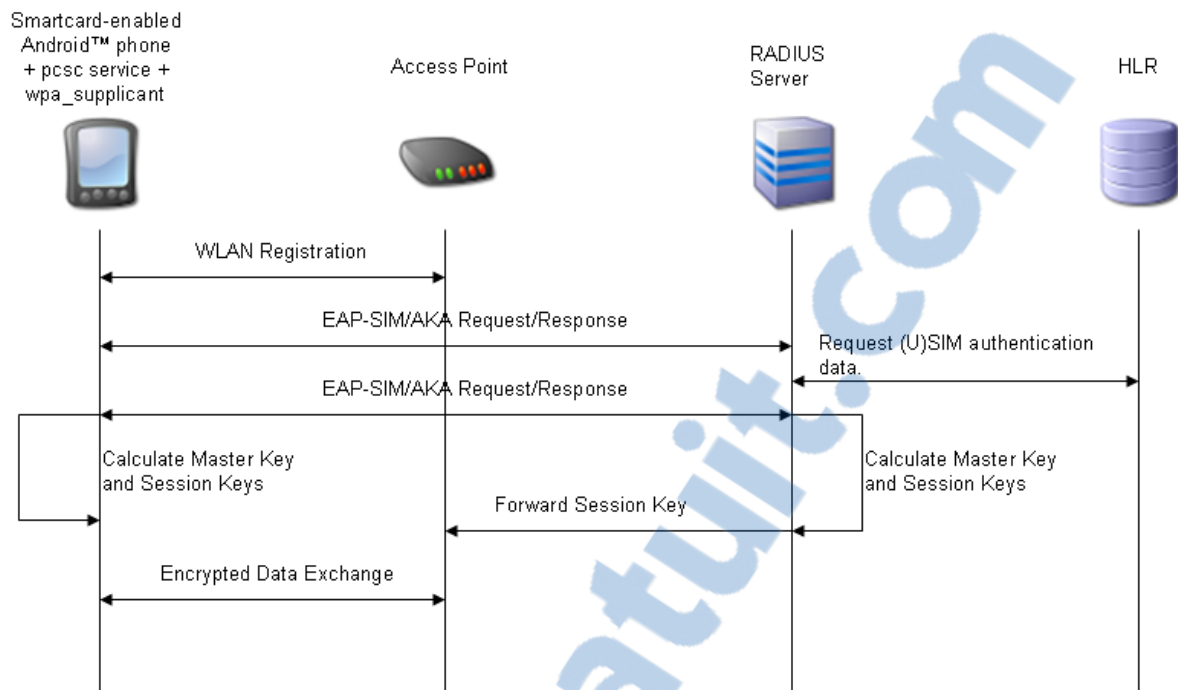 Smartcard-enabled
Android™ phone
+ pcsc service +
wpa_supplicant
Access Point
RADIUS
Server
HLR
WLAN Registration
EAP-SIM/AKA Request/Response
Request (U)SIM authentication
data.
EAP-SIM/AKA Request/Response
Calculate Master Key
and Session Keys
Calculate Master Key
and Session Keys
Forward Session Key
Encrypted Data Exchange
atuit.com